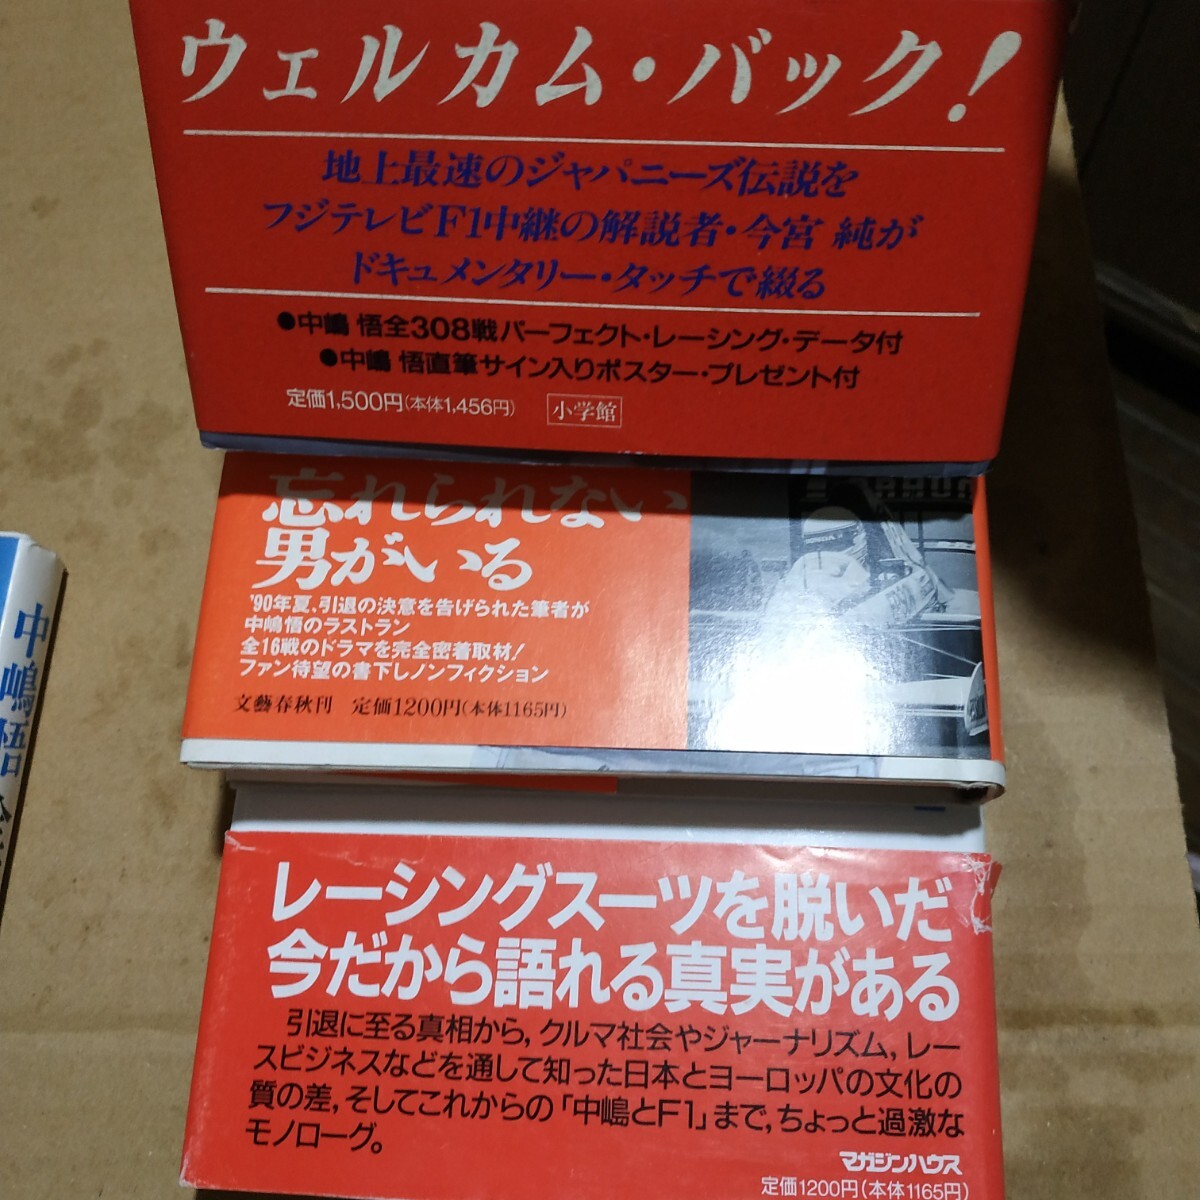 ウェルカム・バック!
地上最速のジャパニーズ伝説を
フジテレビF1中継の解説者・今宮 純が
ドキュメンタリー・タッチで綴る
●中嶋 悟全308戦パーフェクト・レーシング・データ付
●中嶋 悟直筆サイン入りポスター・プレゼント付
定価1,500円(本体1,456円) 小学館
忘れられない
男がいる
'90年夏、引退の決意を告げられた筆者が
中嶋悟のラストラン
全16戦のドラマを完全密着取材!
ファン待望の書下しノンフィクション
文藝春秋刊 定価1200円(本体1165円)
中嶋悟
レーシングスーツを脱いだ
今だから語れる真実がある
引退に至る真相から,クルマ社会やジャーナリズム,レー
スビジネスなどを通して知った日本とヨーロッパの文化の
質の差,そしてこれからの「中嶋とF1」まで,ちょっと過激な
モノローグ。
マガジンハウス
定価1200円(本体1165円)